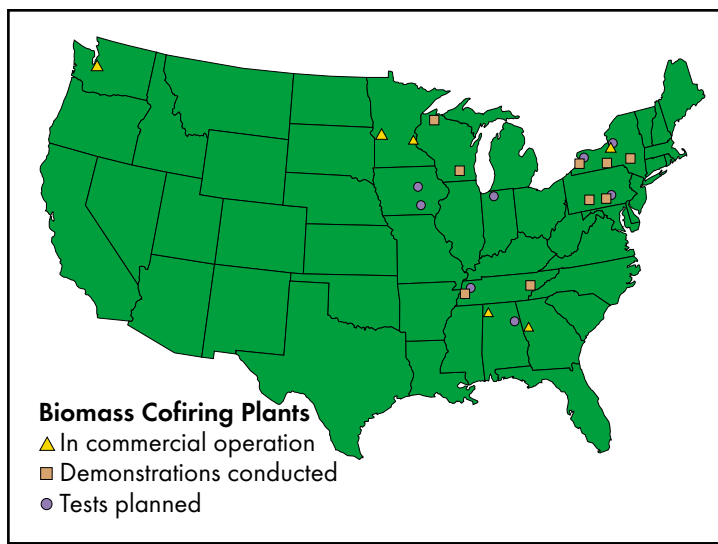 Biomass Cofiring Plants
In commercial operation
Demonstrations conducted
Tests planned